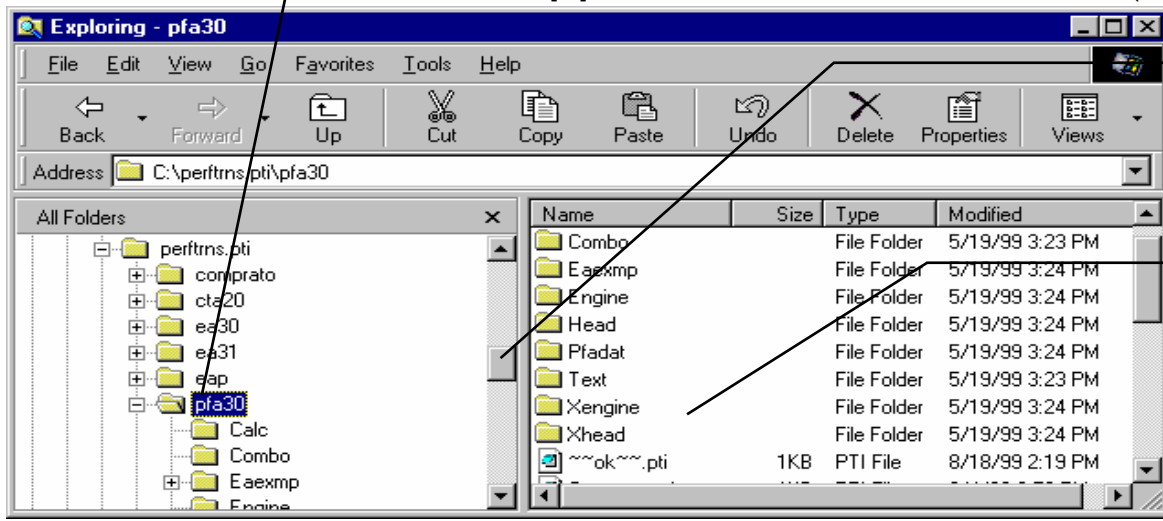 Exploring - pfa30
File Edit View Go Favorites Tools Help
Back Forward Up Cut Copy Paste Undo Delete Properties Views
Address C:\perftrns.pti\pfa30
All Folders
perftrns.pti
comprato
cta20
ea30
ea31
eap
pfa30
Calc
Combo
Eaexmp
Engine
Name Size Type Modified
Combo File Folder 5/19/99 3:23 PM
Eaexmp File Folder 5/19/99 3:24 PM
Engine File Folder 5/19/99 3:24 PM
Head File Folder 5/19/99 3:24 PM
Pfadat File Folder 5/19/99 3:24 PM
Text File Folder 5/19/99 3:23 PM
Xengine File Folder 5/19/99 3:24 PM
Xhead File Folder 5/19/99 3:24 PM
~~ok~~.pti 1KB PTI File 8/18/99 2:19 PM